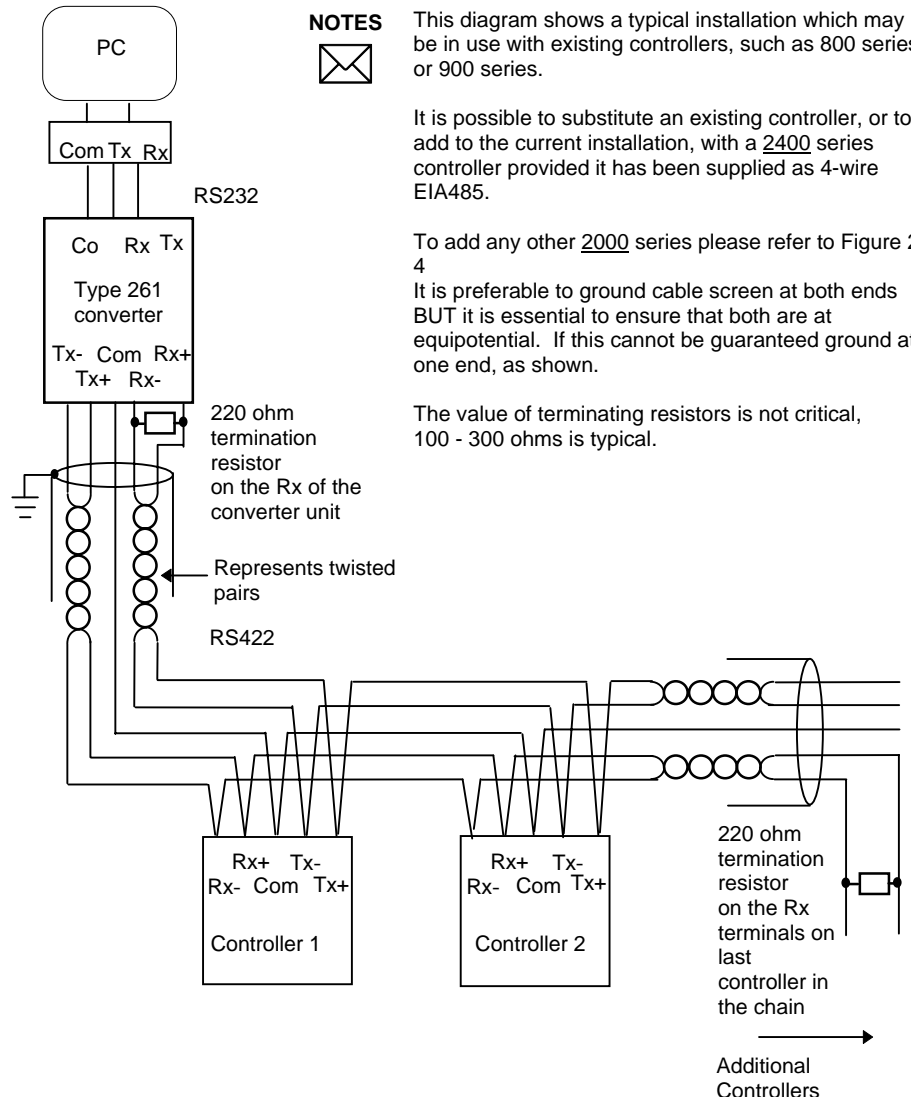 NOTES
This diagram shows a typical installation which may
be in use with existing controllers, such as 800 series
or 900 series.
It is possible to substitute an existing controller, or to
add to the current installation, with a 2400 series
controller provided it has been supplied as 4-wire
EIA485.
To add any other 2000 series please refer to Figure 2
4
It is preferable to ground cable screen at both ends
BUT it is essential to ensure that both are at
equipotential. If this cannot be guaranteed ground at
one end, as shown.
The value of terminating resistors is not critical,
100 - 300 ohms is typical.
PC
Com Tx Rx
RS232
Co Rx Tx
Type 261
converter
Tx- Com Rx+
Tx+ Rx-
220 ohm
termination
resistor
on the Rx of the
converter unit
Represents twisted
pairs
RS422
Rx+ Tx-
Rx- Com Tx+
Controller 1
Rx+ Tx-
Rx- Com Tx+
Controller 2
220 ohm
termination
resistor
on the Rx
terminals on
last
controller in
the chain
Additional
Controllers